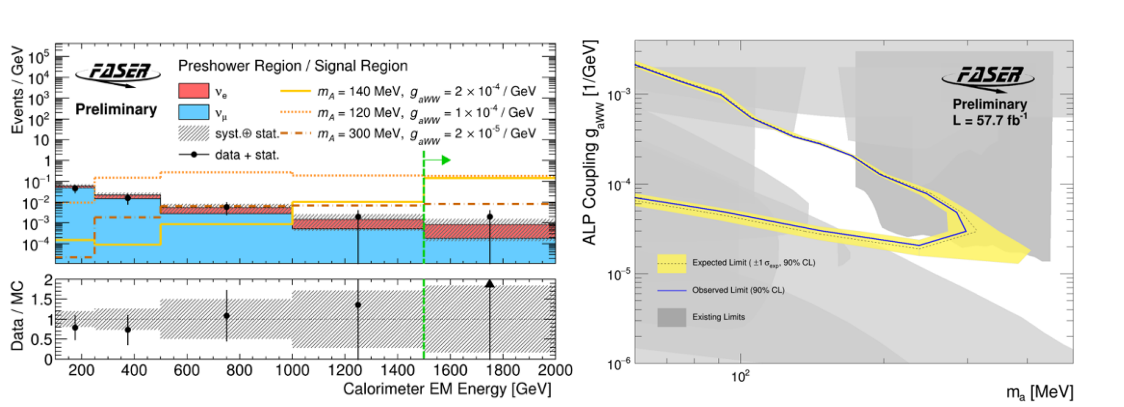 Events / GeV
10⁵
10⁴
10³
10²
10
1
10⁻¹
10⁻²
10⁻³
10⁻⁴
FASER
Preliminary
Preshower Region / Signal Region
νe
νμ
syst.⊕ stat.
data + stat.
mA = 140 MeV, gaWW = 2 × 10⁻⁴ / GeV
mA = 120 MeV, gaWW = 1 × 10⁻⁴ / GeV
mA = 300 MeV, gaWW = 2 × 10⁻⁵ / GeV
Data / MC
2
1.5
1
0.5
0
200 400 600 800 1000 1200 1400 1600 1800 2000
Calorimeter EM Energy [GeV]
ALP Coupling gaWW [1/GeV]
10⁻³
10⁻⁴
10⁻⁵
10⁻⁶
FASER
Preliminary
L = 57.7 fb⁻¹
Expected Limit ( ±1 σexp, 90% CL)
Observed Limit (90% CL)
Existing Limits
10²
ma [MeV]